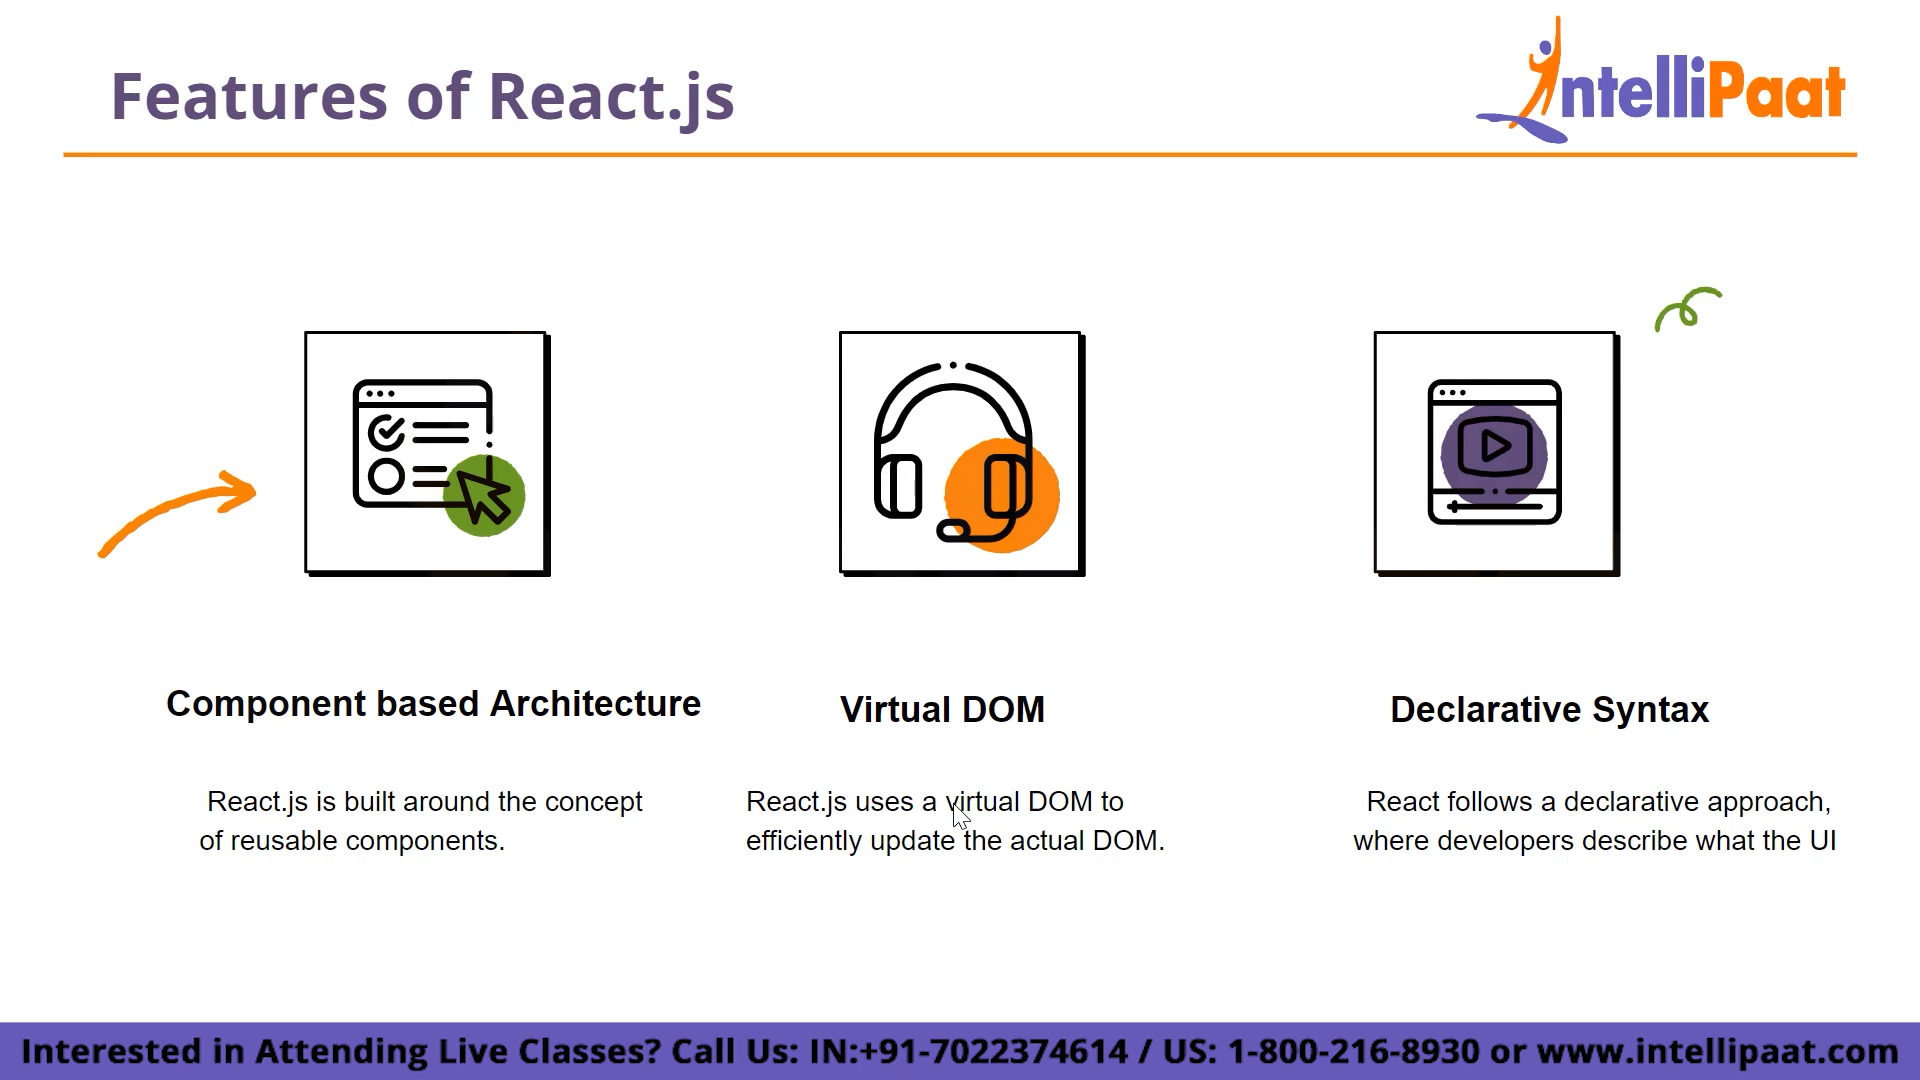 Features of React.js
IntelliPaat
Component based Architecture
React.js is built around the concept
of reusable components.
Virtual DOM
React.js uses a virtual DOM to
efficiently update the actual DOM.
Declarative Syntax
React follows a declarative approach,
where developers describe what the UI
Interested in Attending Live Classes? Call Us: IN:+91-7022374614 / US: 1-800-216-8930 or www.intellipaat.com